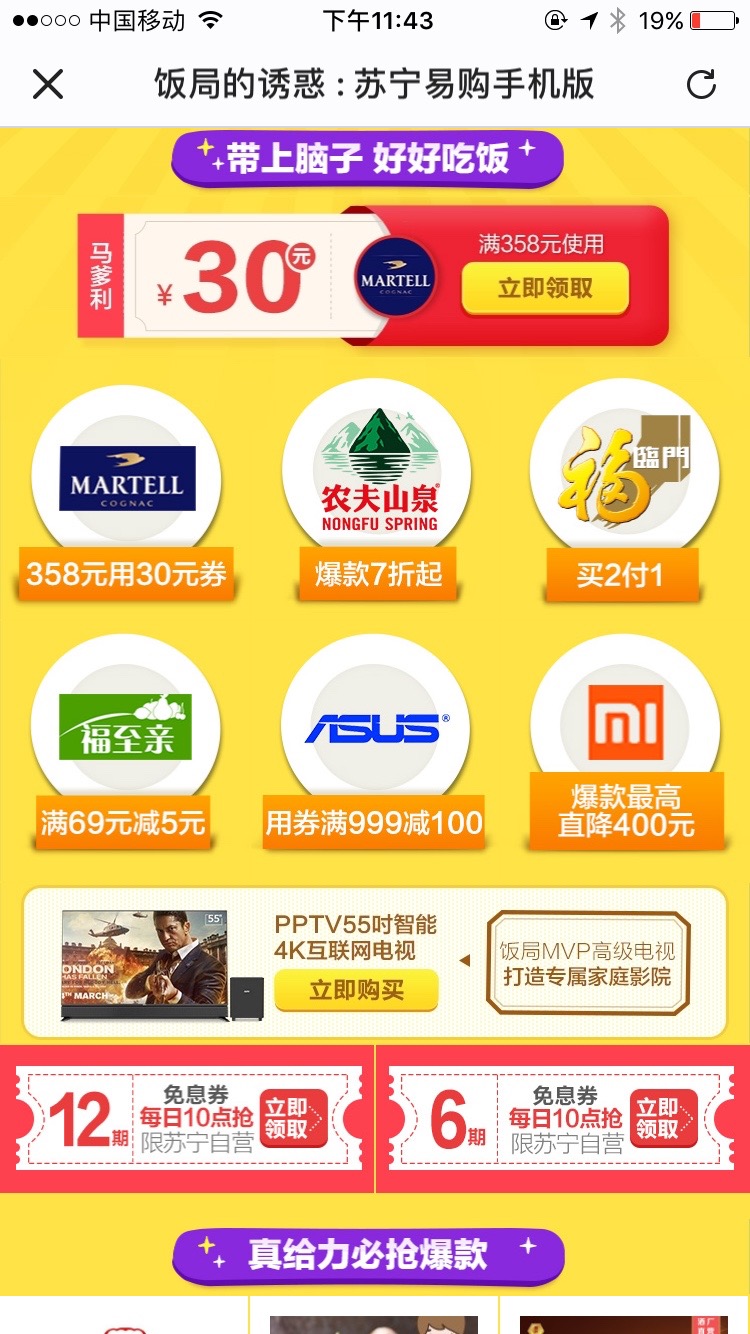 中国移动
下午11:43
19%
饭局的诱惑：苏宁易购手机版
带上脑子 好好吃饭
马爹利
¥30元
MARTELL
COGNAC
满358元使用
立即领取
MARTELL
COGNAC
358元用30元券
农夫山泉®
NONGFU SPRING
爆款7折起
福臨門
买2付1
福至亲
满69元减5元
ASUS®
用券满999减100
MI
爆款最高
直降400元
55"
LONDON
HAS FALLEN
4TH MARCH
PPTV55吋智能
4K互联网电视
立即购买
饭局MVP高级电视
打造专属家庭影院
12期
免息券
每日10点抢
限苏宁自营
立即
领取
6期
免息券
每日10点抢
限苏宁自营
立即
领取
真给力必抢爆款